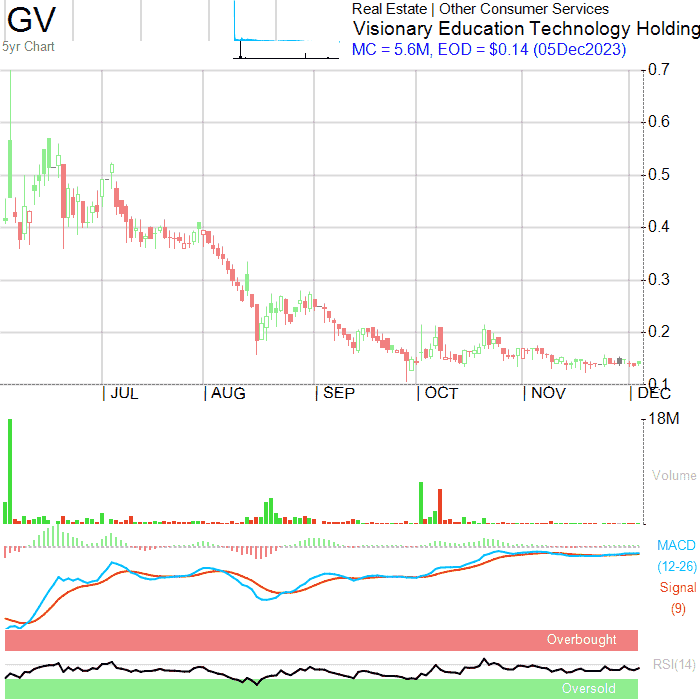 GV
5yr Chart
Real Estate | Other Consumer Services
Visionary Education Technology Holding
MC = 5.6M, EOD = $0.14 (05Dec2023)
0.7
0.6
0.5
0.4
0.3
0.2
0.1
| JUL | AUG | SEP | OCT | NOV | DEC
18M
Volume
MACD
(12-26)
Signal
(9)
Overbought
RSI(14)
Oversold